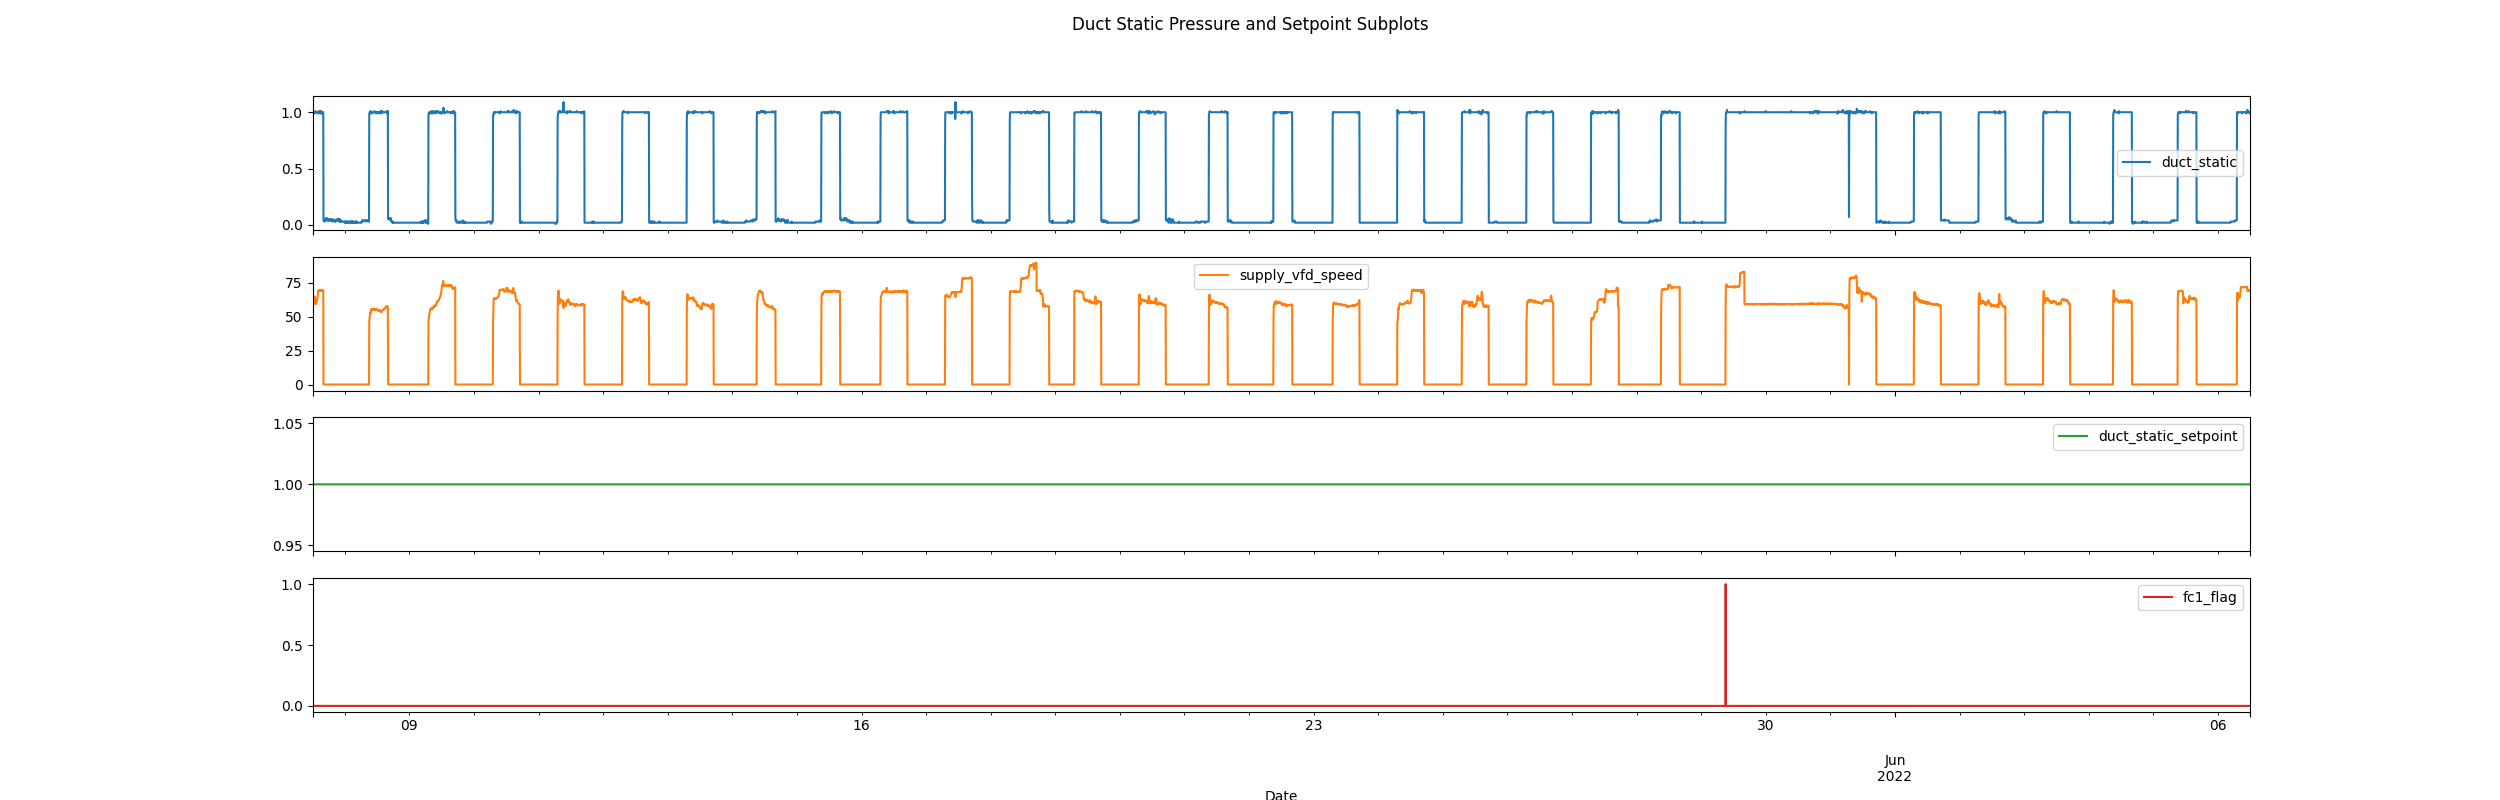 Duct Static Pressure and Setpoint Subplots
1.0
0.5
0.0
duct_static
75
50
25
0
supply_vfd_speed
1.05
1.00
0.95
duct_static_setpoint
1.0
0.5
0.0
fc1_flag
09 16 23 30 06
Jun
2022
Date